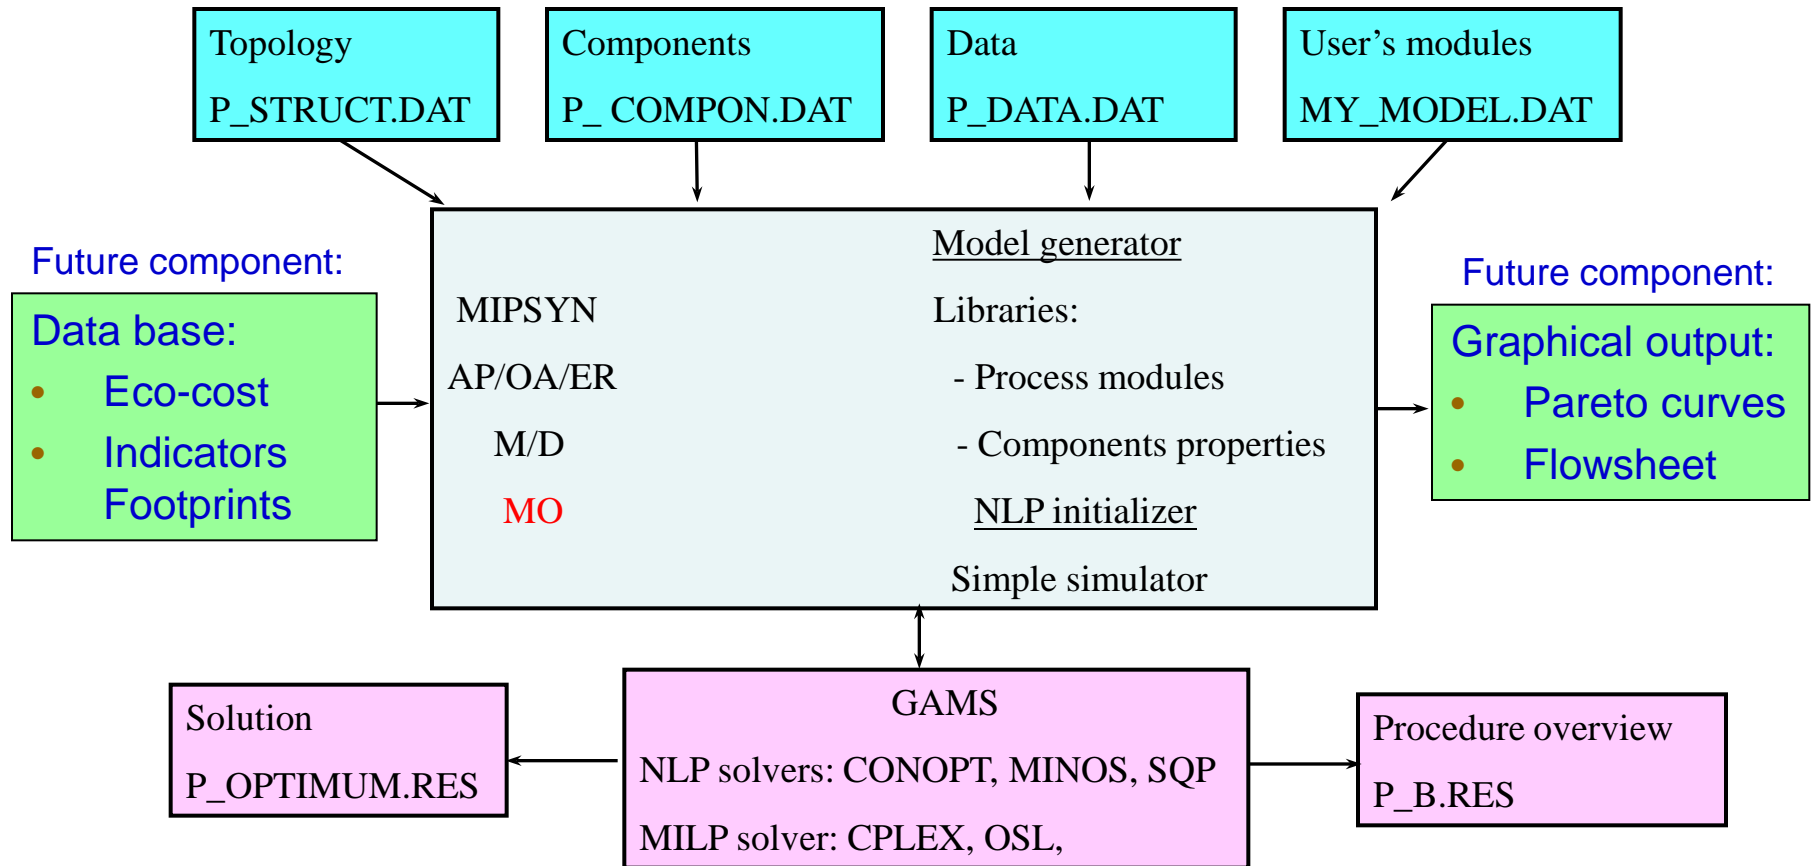 Topology
P_STRUCT.DAT
Components
P_ COMPON.DAT
Data
P_DATA.DAT
User’s modules
MY_MODEL.DAT
Future component:
Data base:
• Eco-cost
• Indicators
Footprints
MIPSYN
AP/OA/ER
M/D
MO
Model generator
Libraries:
- Process modules
- Components properties
NLP initializer
Simple simulator
Future component:
Graphical output:
• Pareto curves
• Flowsheet
Solution
P_OPTIMUM.RES
GAMS
NLP solvers: CONOPT, MINOS, SQP
MILP solver: CPLEX, OSL,
Procedure overview
P_B.RES